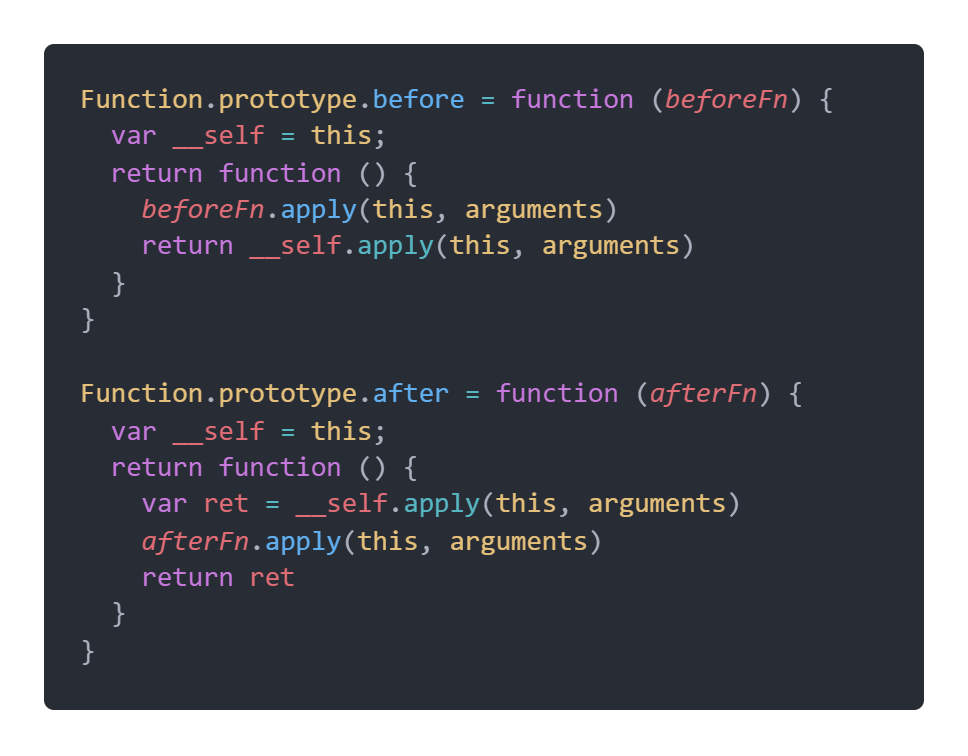 Function.prototype.before = function (beforeFn) {
  var __self = this;
  return function () {
    beforeFn.apply(this, arguments)
    return __self.apply(this, arguments)
  }
}

Function.prototype.after = function (afterFn) {
  var __self = this;
  return function () {
    var ret = __self.apply(this, arguments)
    afterFn.apply(this, arguments)
    return ret
  }
}